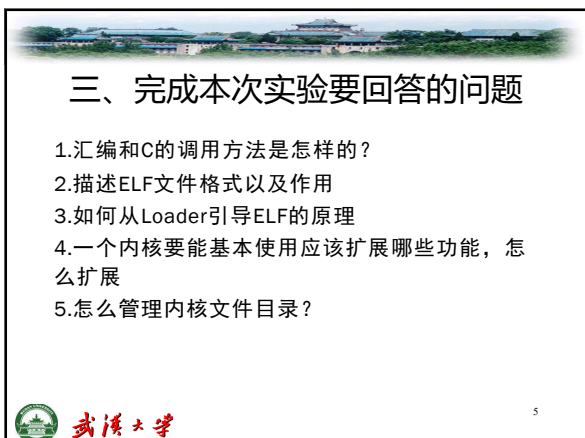 三、完成本次实验要回答的问题
1.汇编和C的调用方法是怎样的？
2.描述ELF文件格式以及作用
3.如何从Loader引导ELF的原理
4.一个内核要能基本使用应该扩展哪些功能，怎
么扩展
5.怎么管理内核文件目录？
武汉大学
5